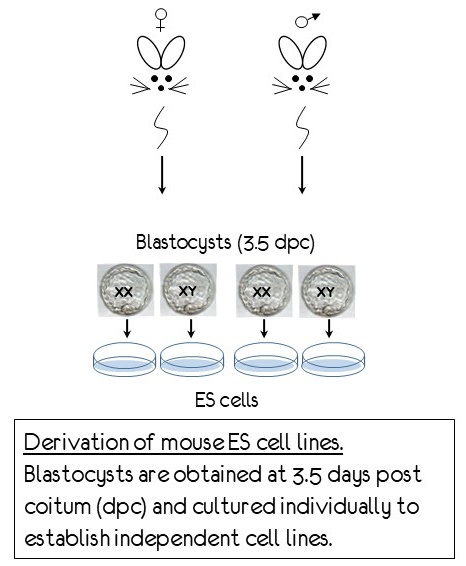 ♀ ♂
Blastocysts (3.5 dpc)
XX XY XX XY
ES cells
Derivation of mouse ES cell lines.
Blastocysts are obtained at 3.5 days post
coitum (dpc) and cultured individually to
establish independent cell lines.